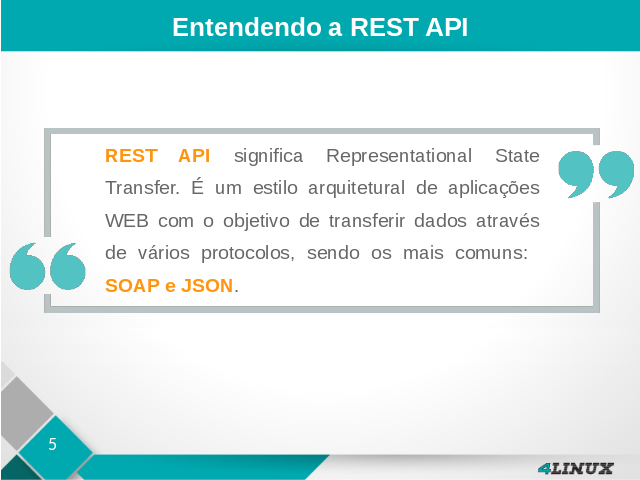 Entendendo a REST API
REST API significa Representational State
Transfer. É um estilo arquitetural de aplicações
WEB com o objetivo de transferir dados através
de vários protocolos, sendo os mais comuns:
SOAP e JSON.
5
4LINUX